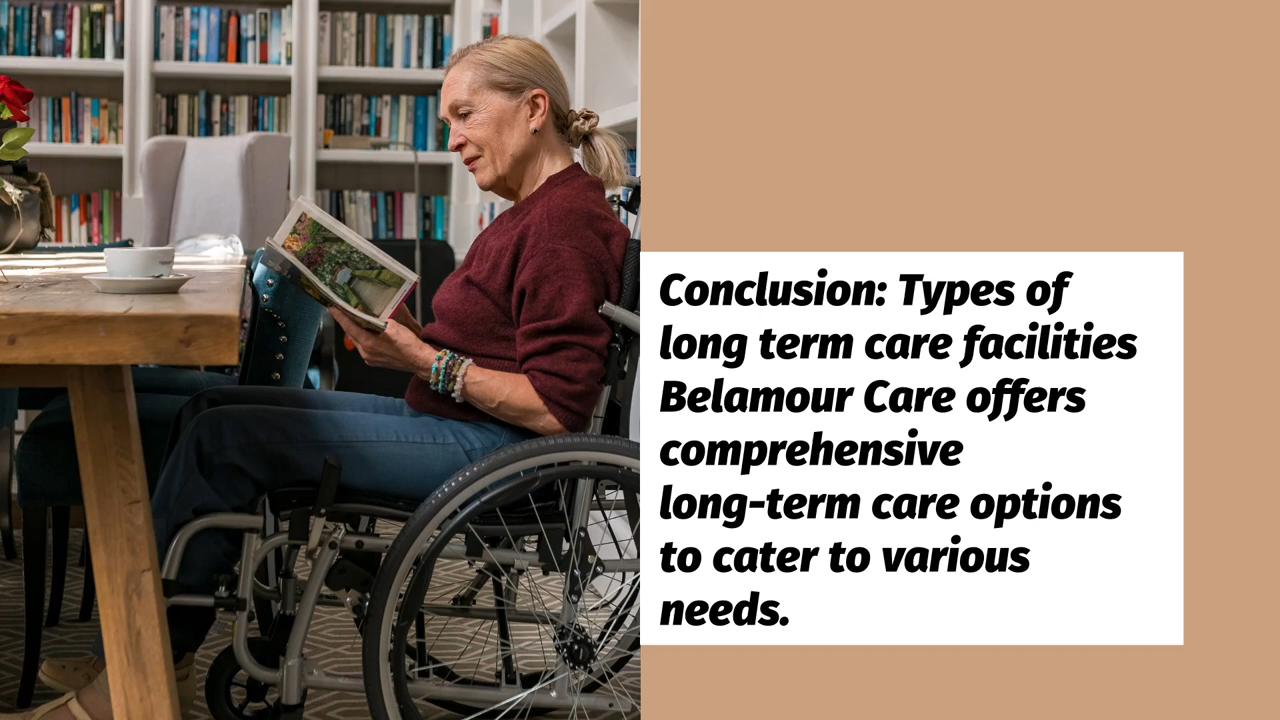 Conclusion: Types of
long term care facilities
Belamour Care offers
comprehensive
long-term care options
to cater to various
needs.